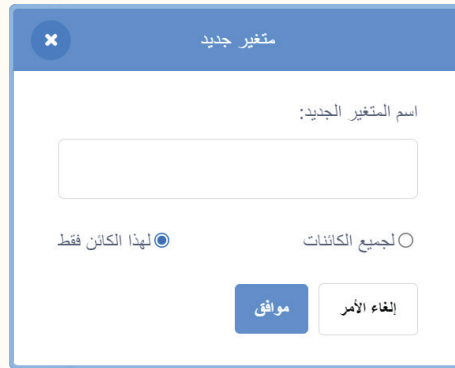 متغير جديد
اسم المتغير الجديد:
لجميع الكائنات لهذا الكائن فقط
إلغاء الأمر موافق